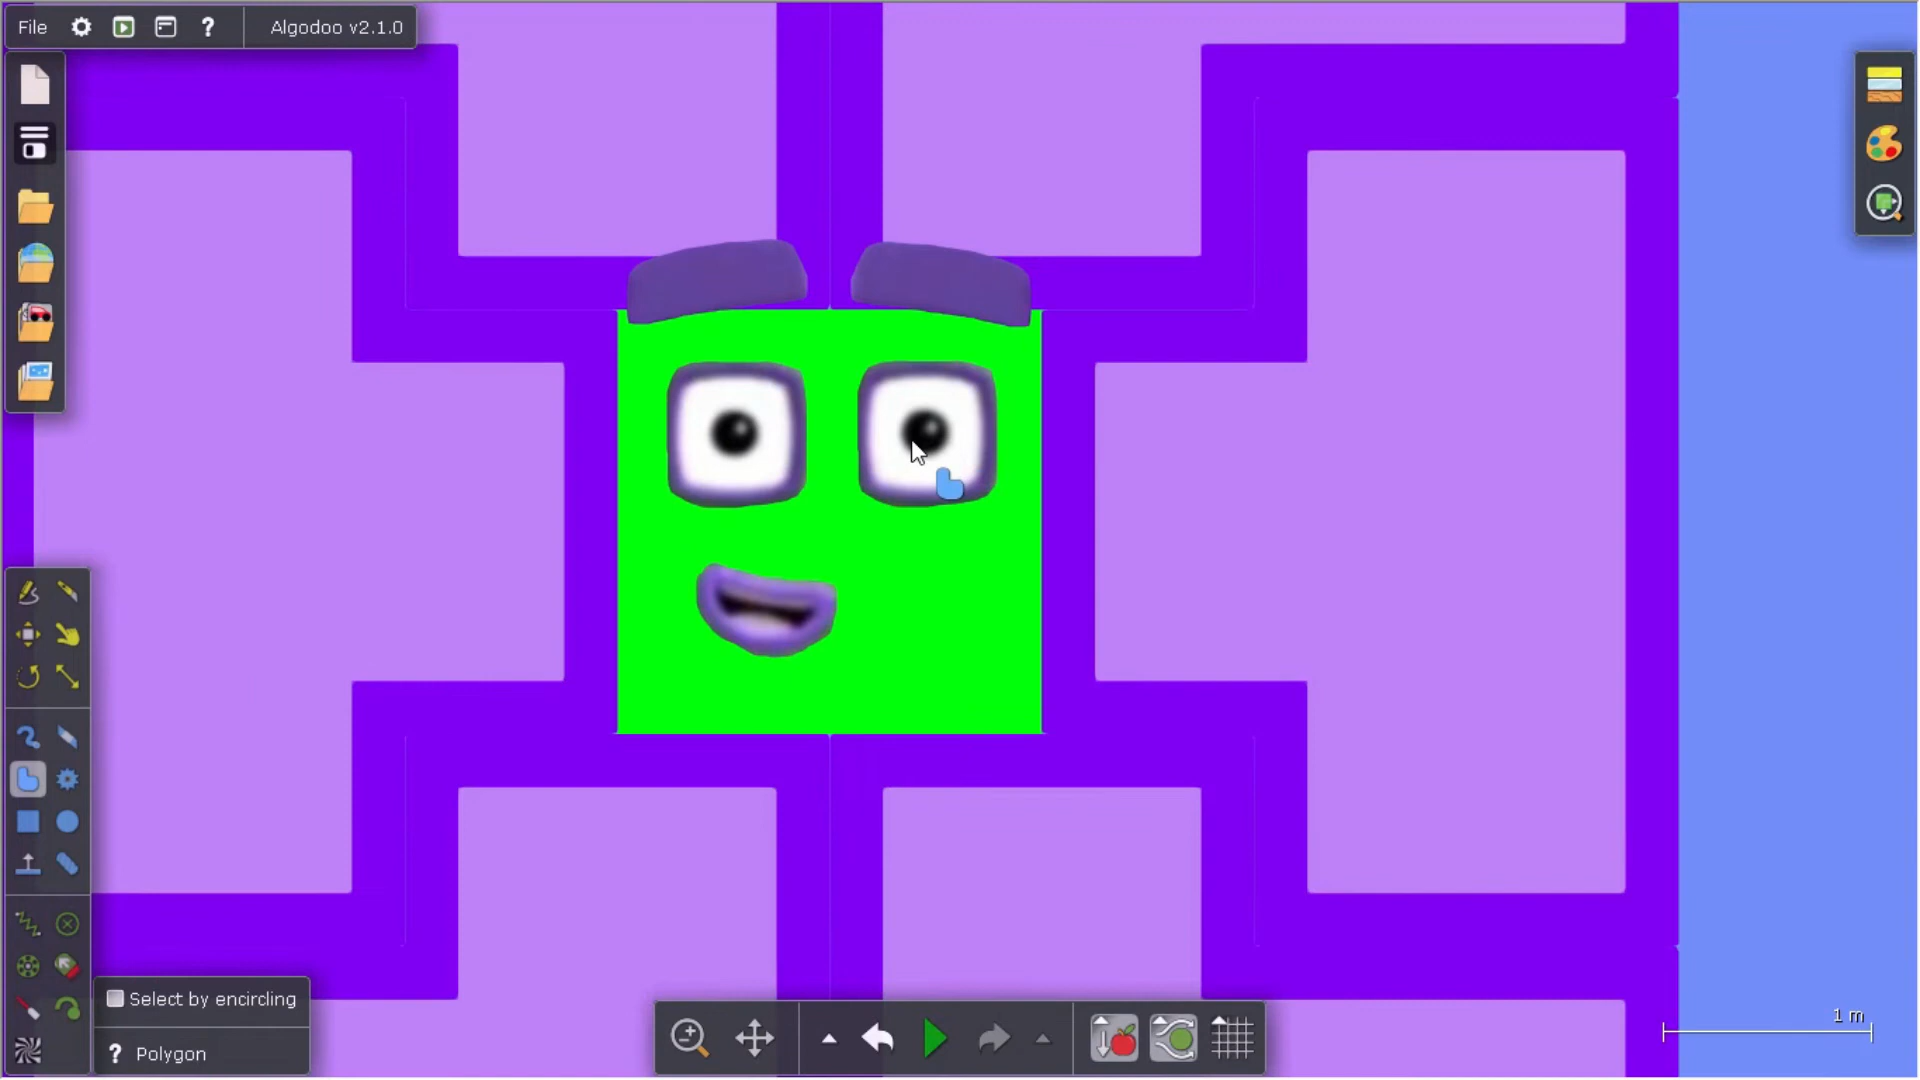 File ? Algodoo v2.1.0
Select by encircling
? Polygon
1 m